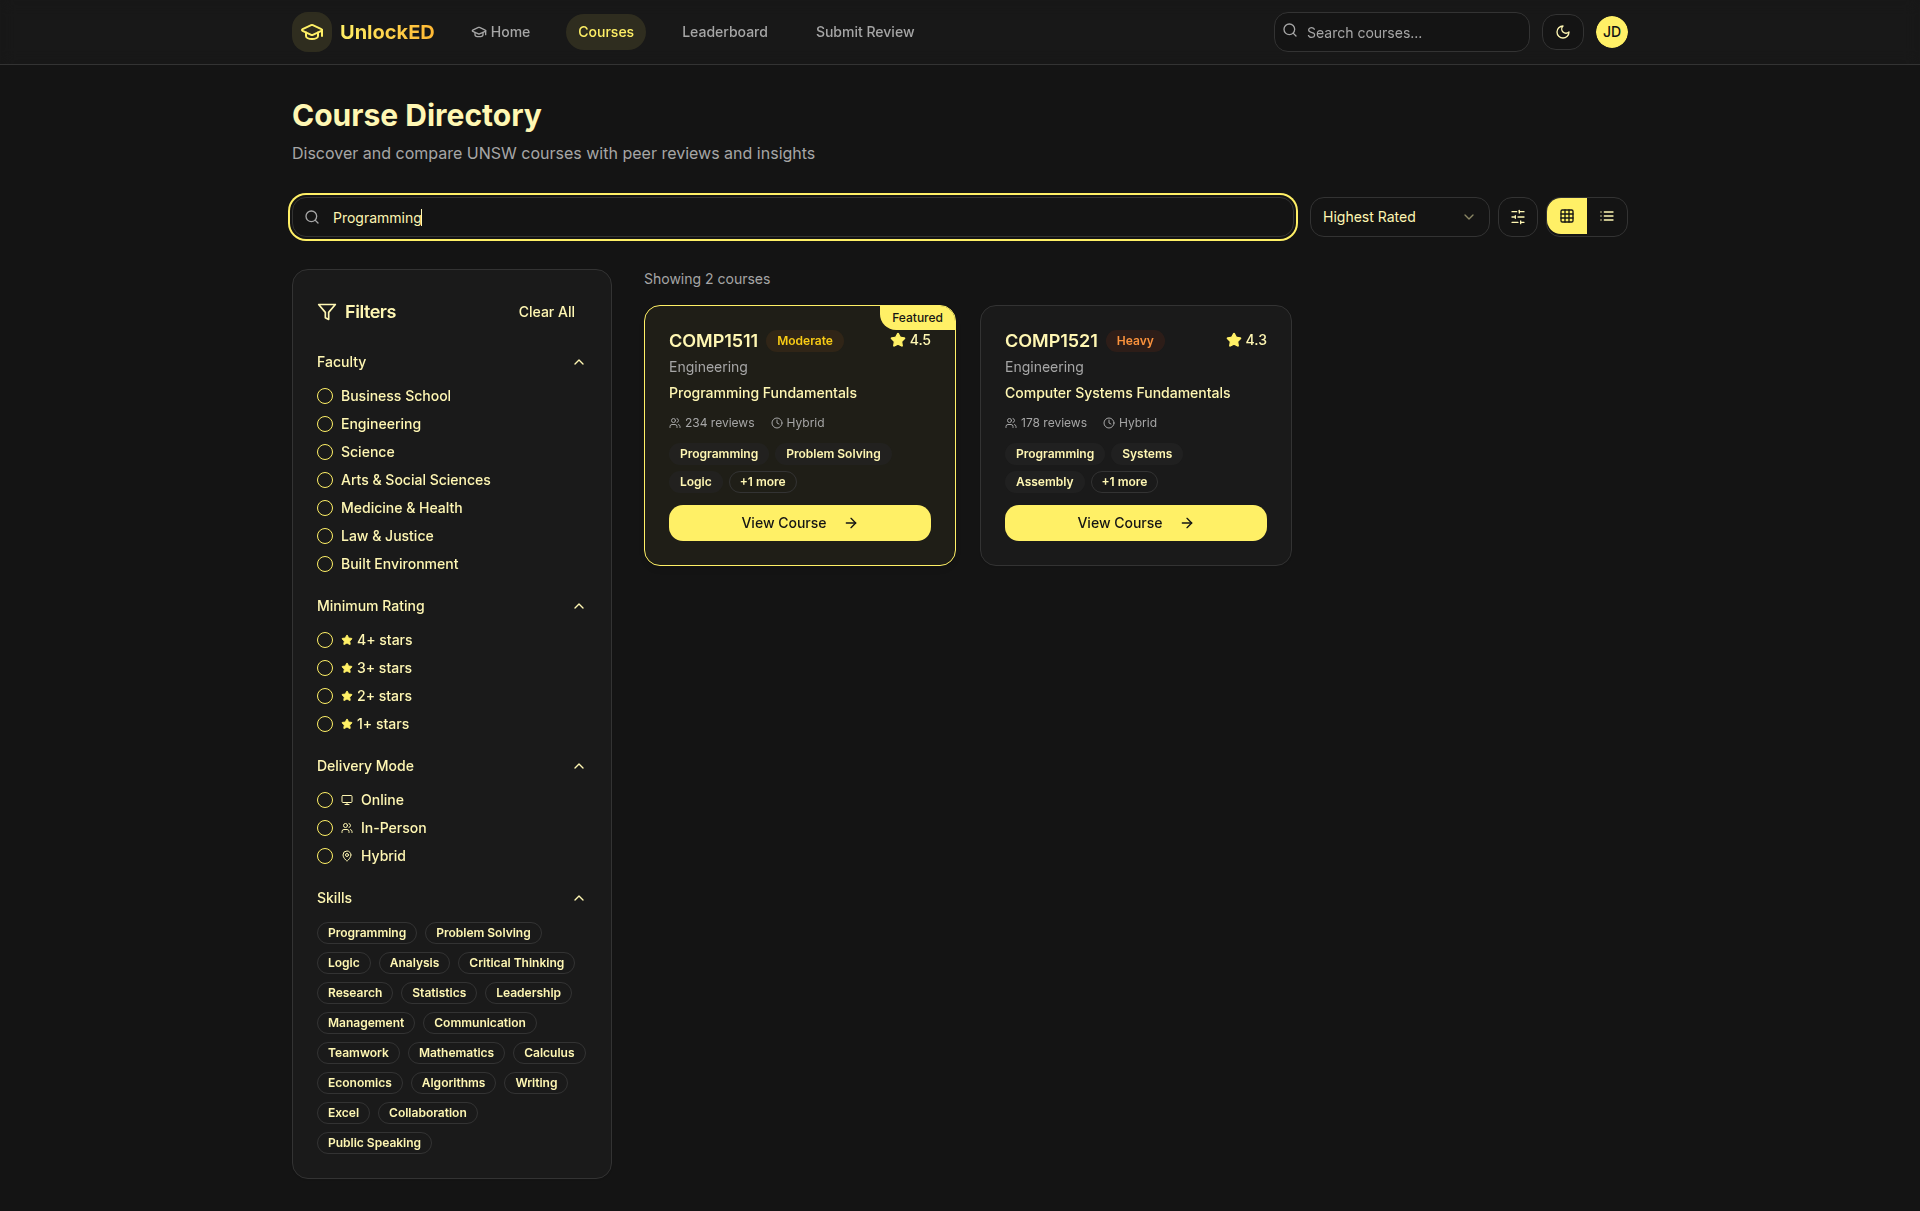 UnlockED
Home
Courses
Leaderboard
Submit Review
Search courses...
JD
Course Directory
Discover and compare UNSW courses with peer reviews and insights
Programming
Highest Rated
Filters
Clear All
Faculty
Business School
Engineering
Science
Arts & Social Sciences
Medicine & Health
Law & Justice
Built Environment
Minimum Rating
4+ stars
3+ stars
2+ stars
1+ stars
Delivery Mode
Online
In-Person
Hybrid
Skills
Programming Problem Solving
Logic Analysis Critical Thinking
Research Statistics Leadership
Management Communication
Teamwork Mathematics Calculus
Economics Algorithms Writing
Excel Collaboration
Public Speaking
Showing 2 courses
Featured
COMP1511 Moderate 4.5
Engineering
Programming Fundamentals
234 reviews Hybrid
Programming Problem Solving
Logic +1 more
View Course
COMP1521 Heavy 4.3
Engineering
Computer Systems Fundamentals
178 reviews Hybrid
Programming Systems
Assembly +1 more
View Course